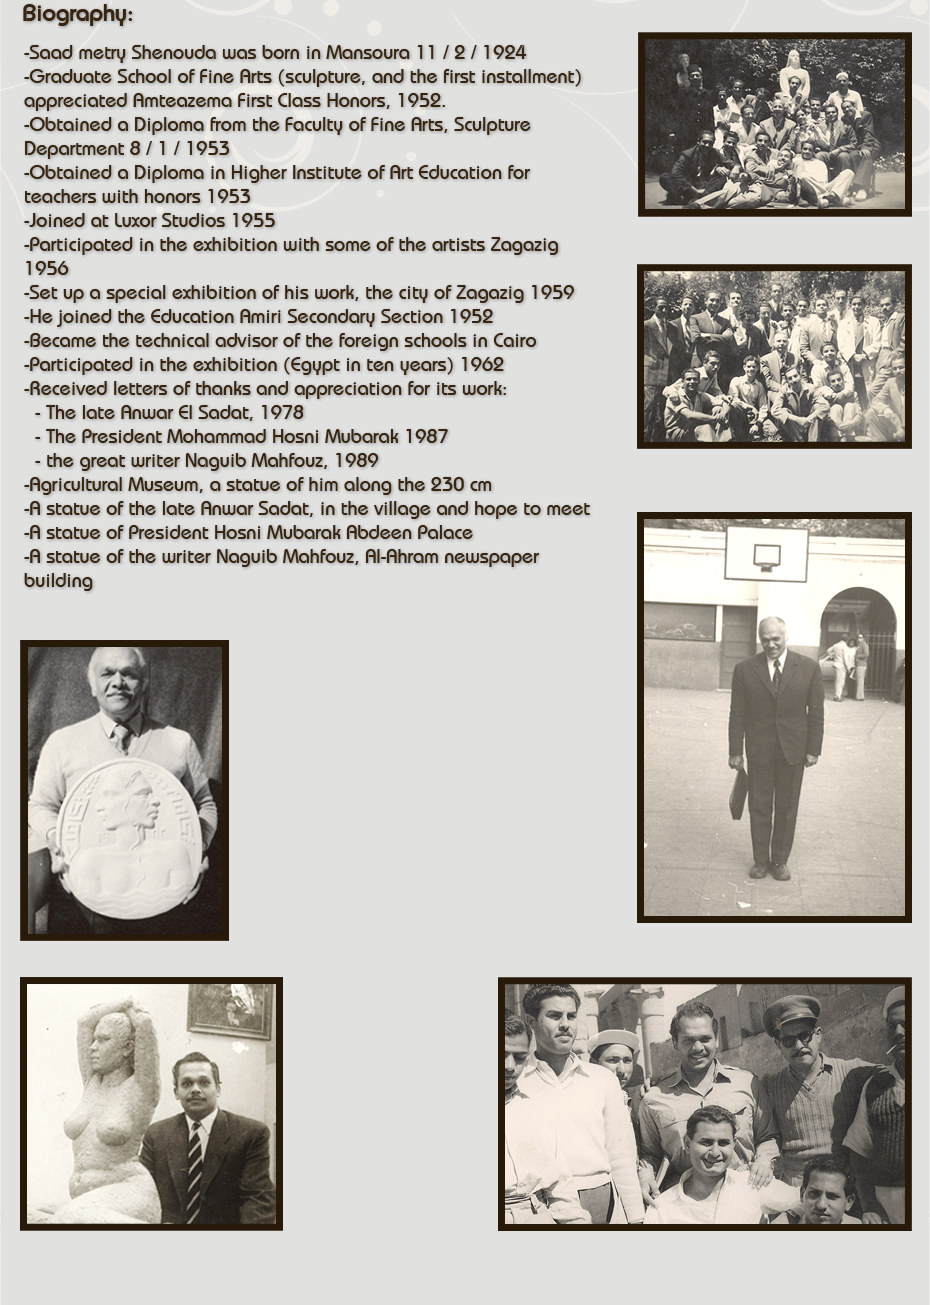 Biography:
-Saad metry Shenouda was born in Mansoura 11 / 2 / 1924
-Graduate School of Fine Arts (sculpture, and the first installment)
appreciated Amteazema First Class Honors, 1952.
-Obtained a Diploma from the Faculty of Fine Arts, Sculpture
Department 8 / 1 / 1953
-Obtained a Diploma in Higher Institute of Art Education for
teachers with honors 1953
-Joined at Luxor Studios 1955
-Participated in the exhibition with some of the artists Zagazig
1956
-Set up a special exhibition of his work, the city of Zagazig 1959
-He joined the Education Amiri Secondary Section 1952
-Became the technical advisor of the foreign schools in Cairo
-Participated in the exhibition (Egypt in ten years) 1962
-Received letters of thanks and appreciation for its work:
- The late Anwar El Sadat, 1978
- The President Mohammad Hosni Mubarak 1987
- the great writer Naguib Mahfouz, 1989
-Agricultural Museum, a statue of him along the 230 cm
-A statue of the late Anwar Sadat, in the village and hope to meet
-A statue of President Hosni Mubarak Abdeen Palace
-A statue of the writer Naguib Mahfouz, Al-Ahram newspaper
building